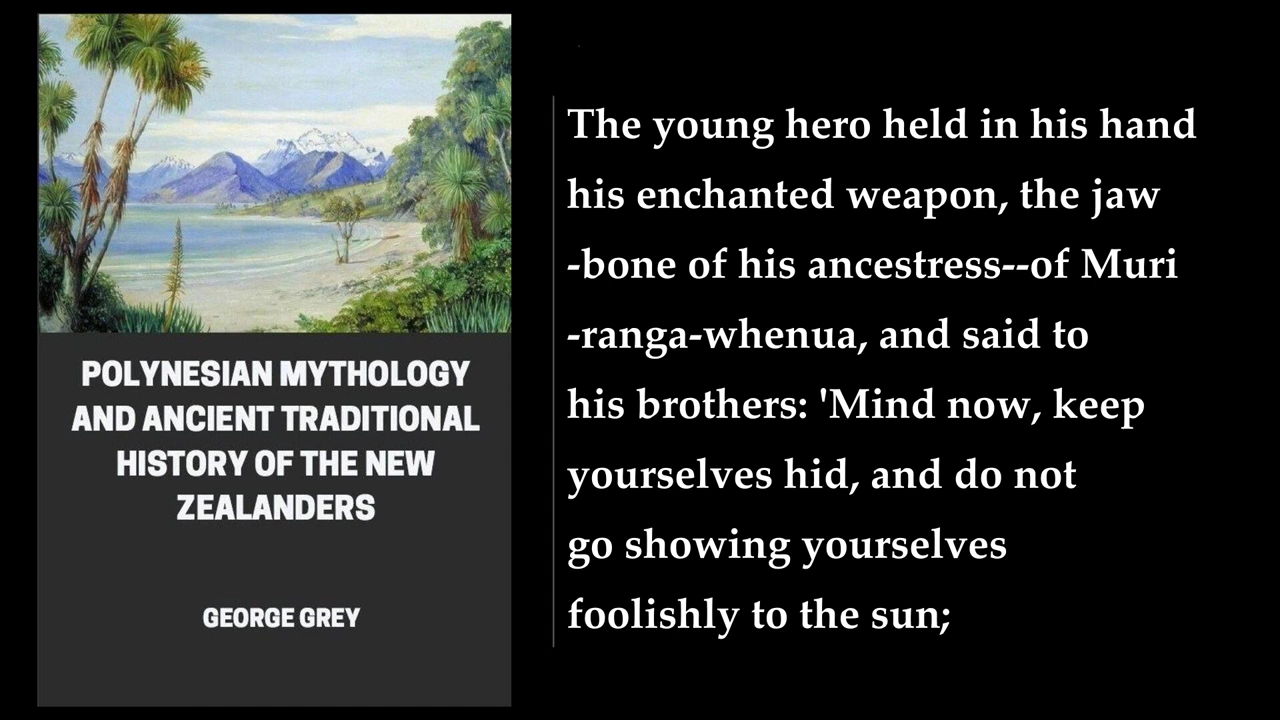 POLYNESIAN MYTHOLOGY
AND ANCIENT TRADITIONAL
HISTORY OF THE NEW
ZEALANDERS
GEORGE GREY
The young hero held in his hand
his enchanted weapon, the jaw
-bone of his ancestress--of Muri
-ranga-whenua, and said to
his brothers: 'Mind now, keep
yourselves hid, and do not
go showing yourselves
foolishly to the sun;